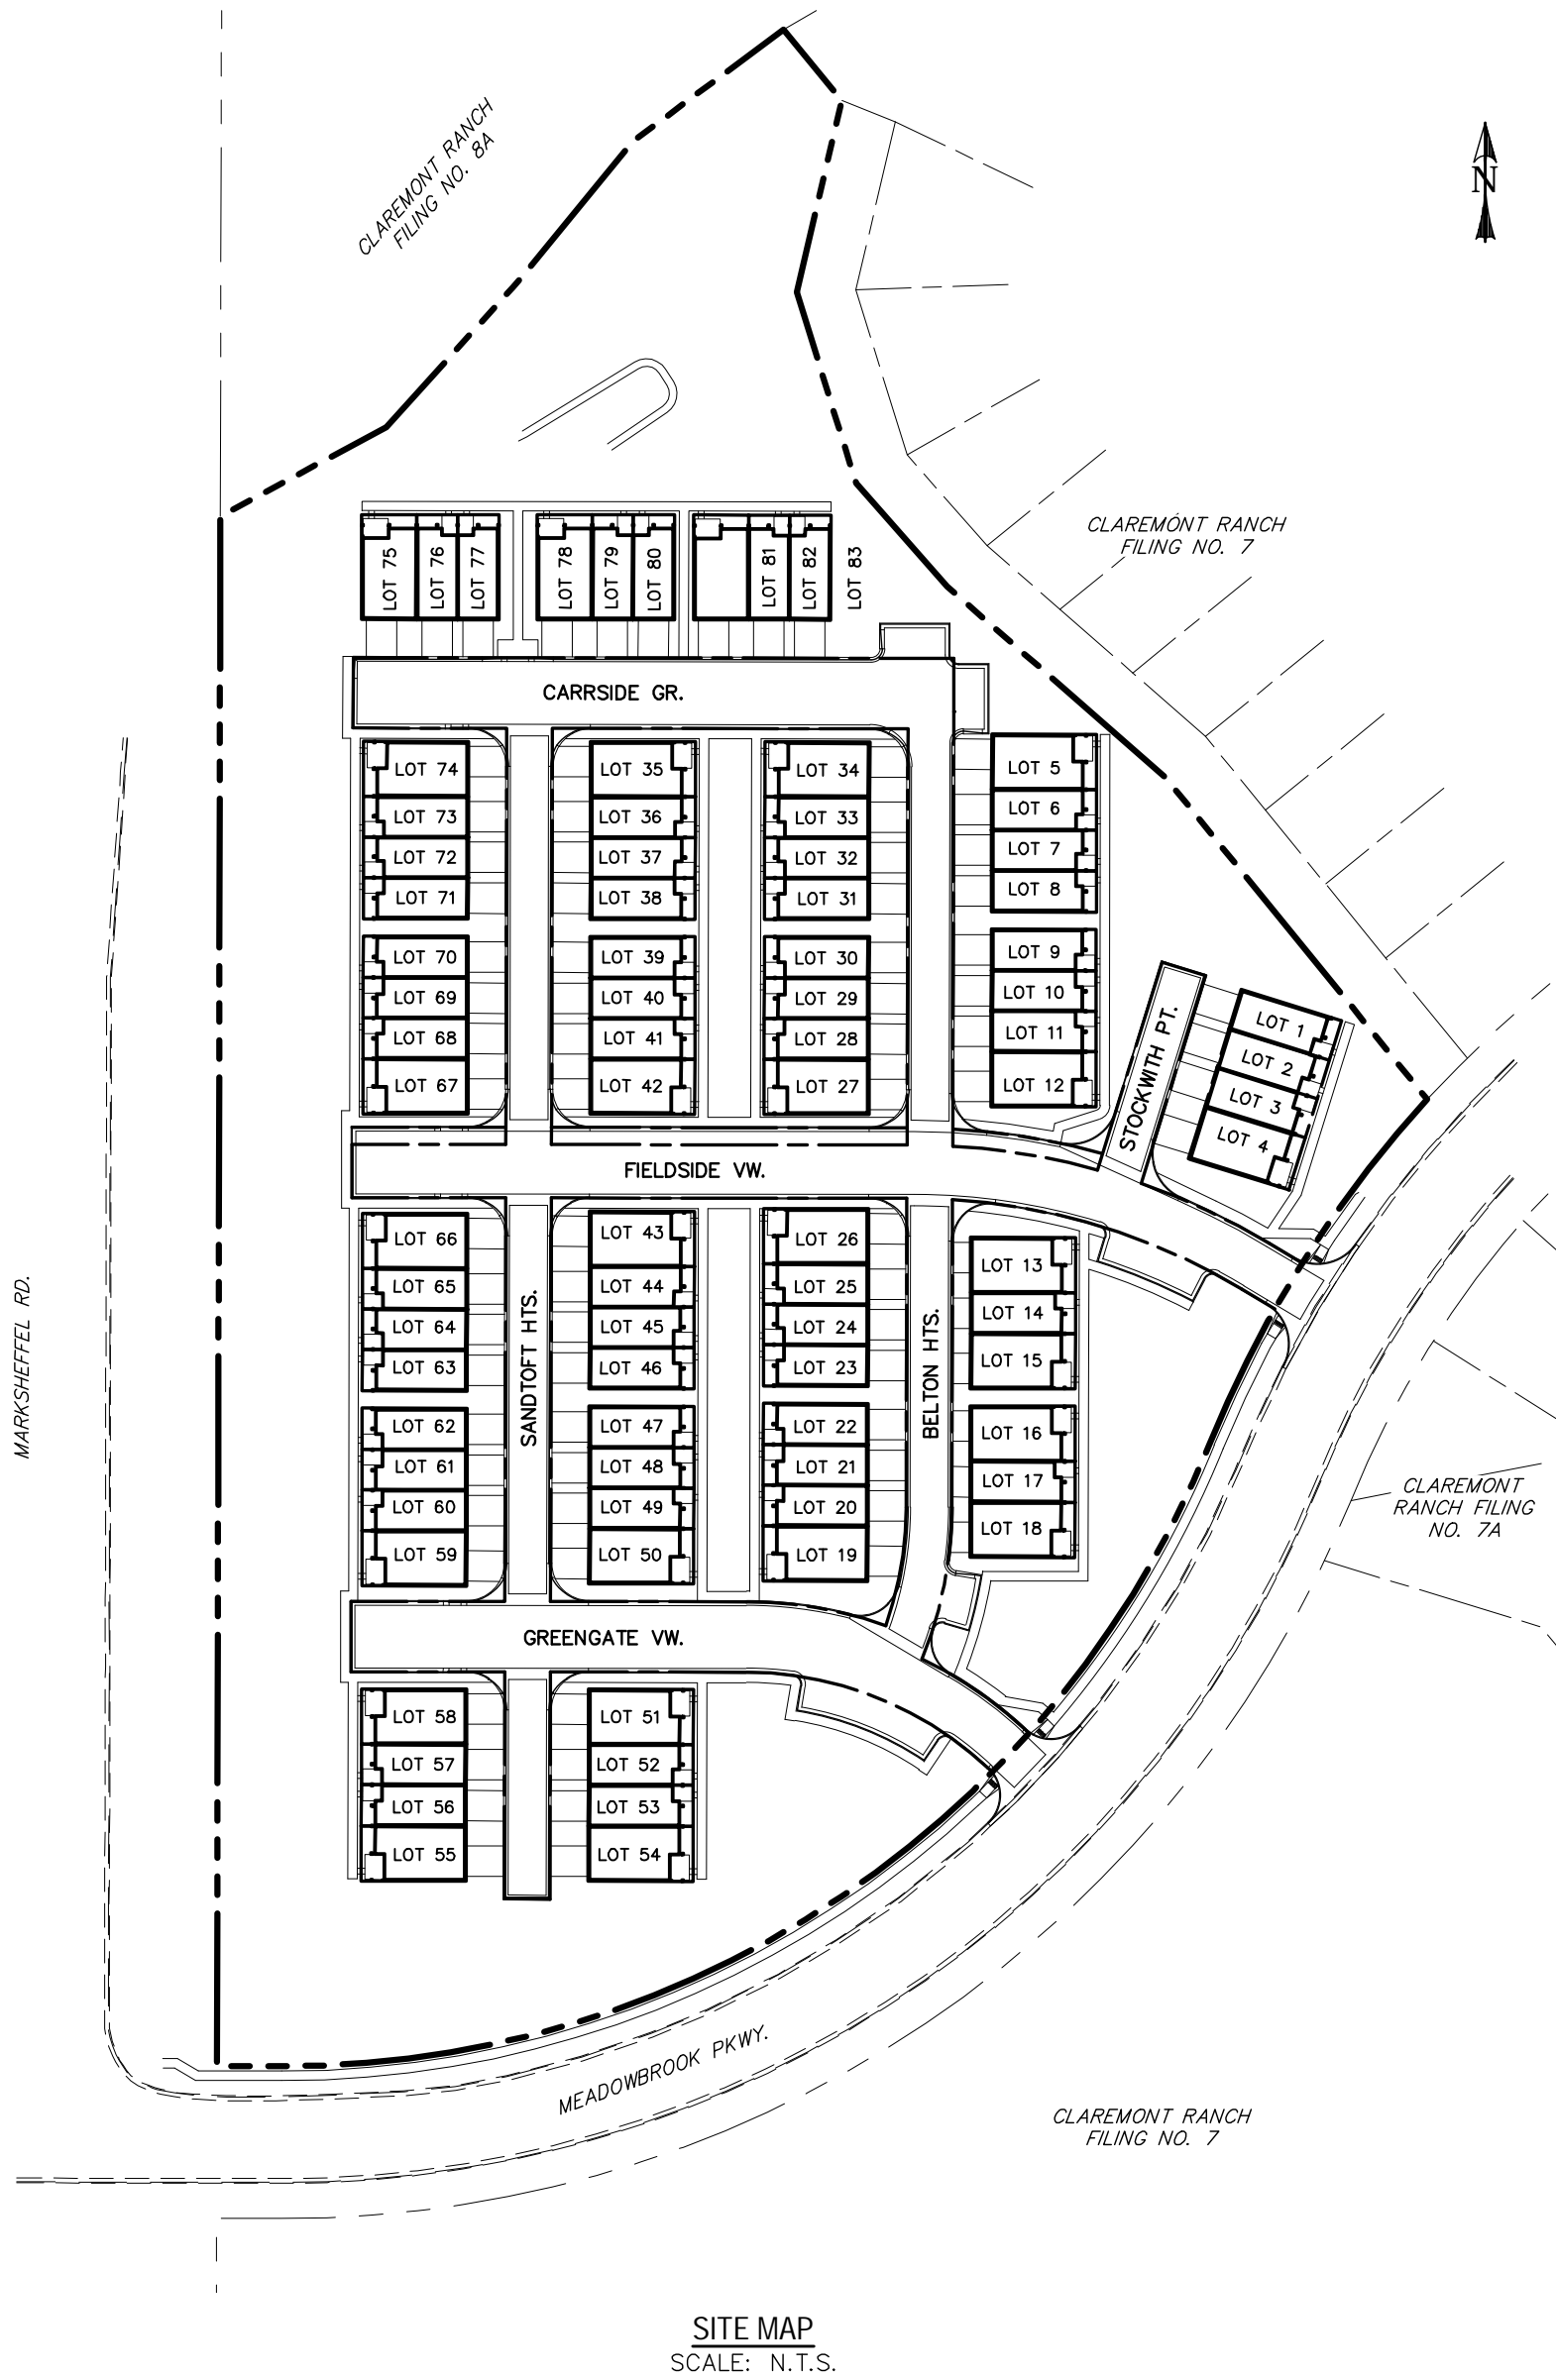 CLAREMONT RANCH
FILING NO. 8A
N
CLAREMONT RANCH
FILING NO. 7
LOT 75
LOT 76
LOT 77
LOT 78
LOT 79
LOT 80
LOT 81
LOT 82
LOT 83
CARRSIDE GR.
LOT 74
LOT 35
LOT 34
LOT 5
LOT 73
LOT 36
LOT 33
LOT 6
LOT 72
LOT 37
LOT 32
LOT 7
LOT 71
LOT 38
LOT 31
LOT 8
LOT 70
LOT 39
LOT 30
LOT 9
LOT 69
LOT 40
LOT 29
LOT 10
LOT 68
LOT 41
LOT 28
LOT 11
LOT 67
LOT 42
LOT 27
LOT 12
STOCKWITH PT.
LOT 1
LOT 2
LOT 3
LOT 4
FIELDSIDE VW.
LOT 66
LOT 43
LOT 26
LOT 13
LOT 65
LOT 44
LOT 25
LOT 14
LOT 64
LOT 45
LOT 24
LOT 15
LOT 63
LOT 46
LOT 23
MARKSHEFFEL RD.
SANDTOFT HTS.
BELTON HTS.
LOT 62
LOT 47
LOT 22
LOT 16
LOT 61
LOT 48
LOT 21
LOT 17
LOT 60
LOT 49
LOT 20
LOT 18
LOT 59
LOT 50
LOT 19
CLAREMONT
RANCH FILING
NO. 7A
GREENGATE VW.
LOT 58
LOT 51
LOT 57
LOT 52
LOT 56
LOT 53
LOT 55
LOT 54
MEADOWBROOK PKWY.
CLAREMONT RANCH
FILING NO. 7
SITE MAP
SCALE: N.T.S.